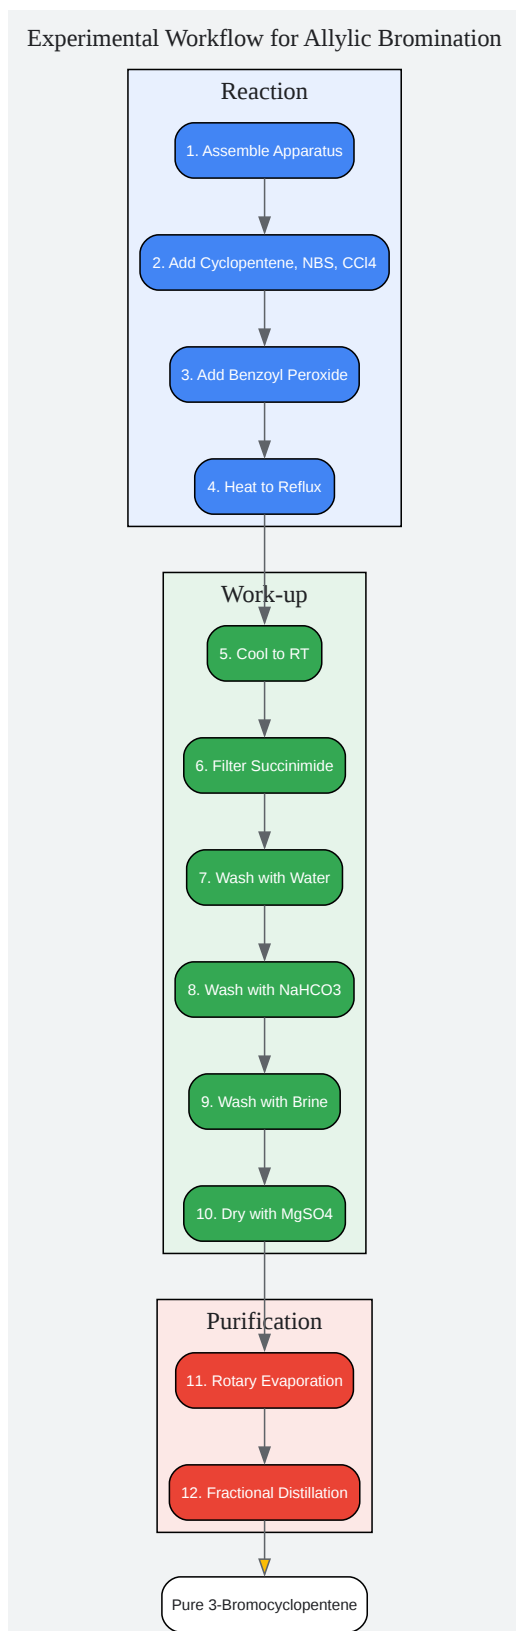 Experimental Workflow for Allylic Bromination
Reaction
1. Assemble Apparatus
2. Add Cyclopentene, NBS, CCl4
3. Add Benzoyl Peroxide
4. Heat to Reflux
Work-up
5. Cool to RT
6. Filter Succinimide
7. Wash with Water
8. Wash with NaHCO3
9. Wash with Brine
10. Dry with MgSO4
Purification
11. Rotary Evaporation
12. Fractional Distillation
Pure 3-Bromocyclopentene